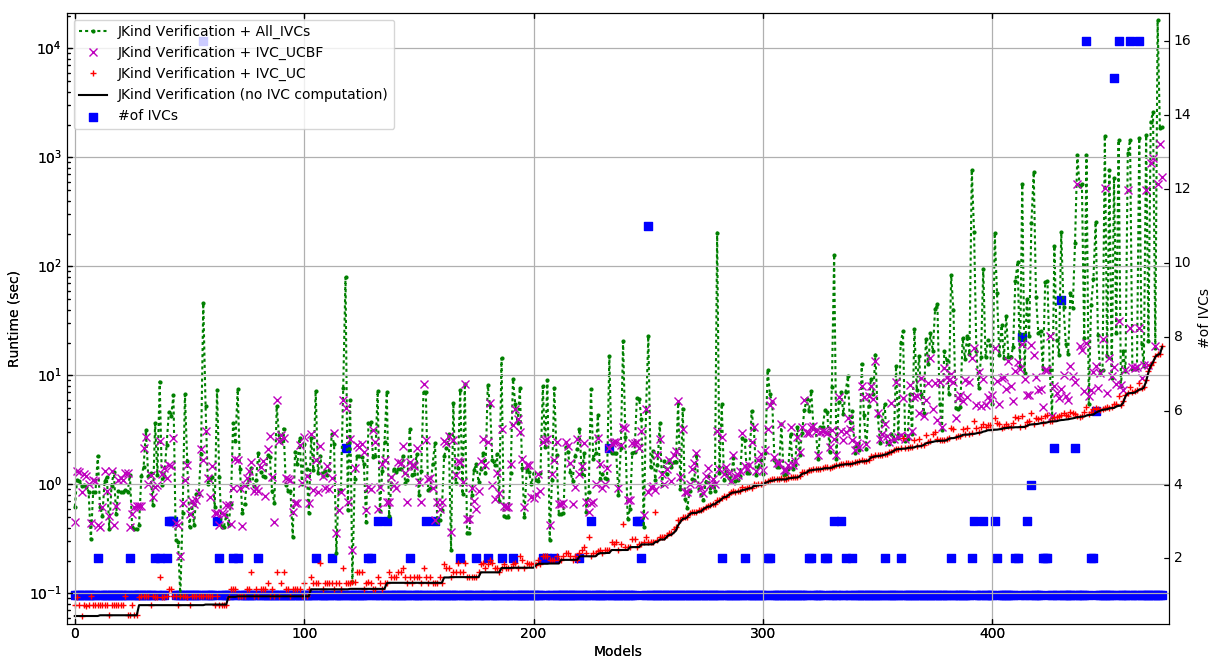 JKind Verification + All_IVCs
JKind Verification + IVC_UCBF
JKind Verification + IVC_UC
JKind Verification (no IVC computation)
#of IVCs
10⁴
10³
10²
10¹
10⁰
10⁻¹
Runtime (sec)
16
14
12
10
8
6
4
2
#of IVCs
0 100 200 300 400
Models